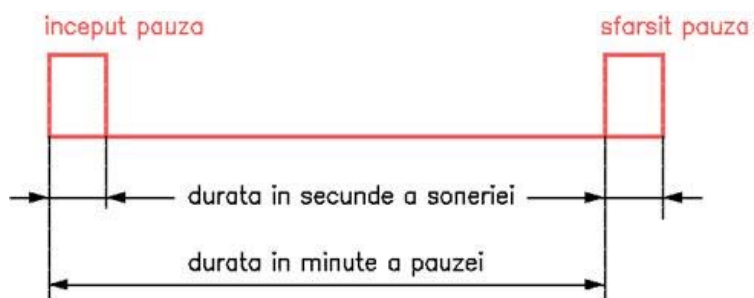 inceput pauza
sfarsit pauza
durata in secunde a soneriei
durata in minute a pauzei